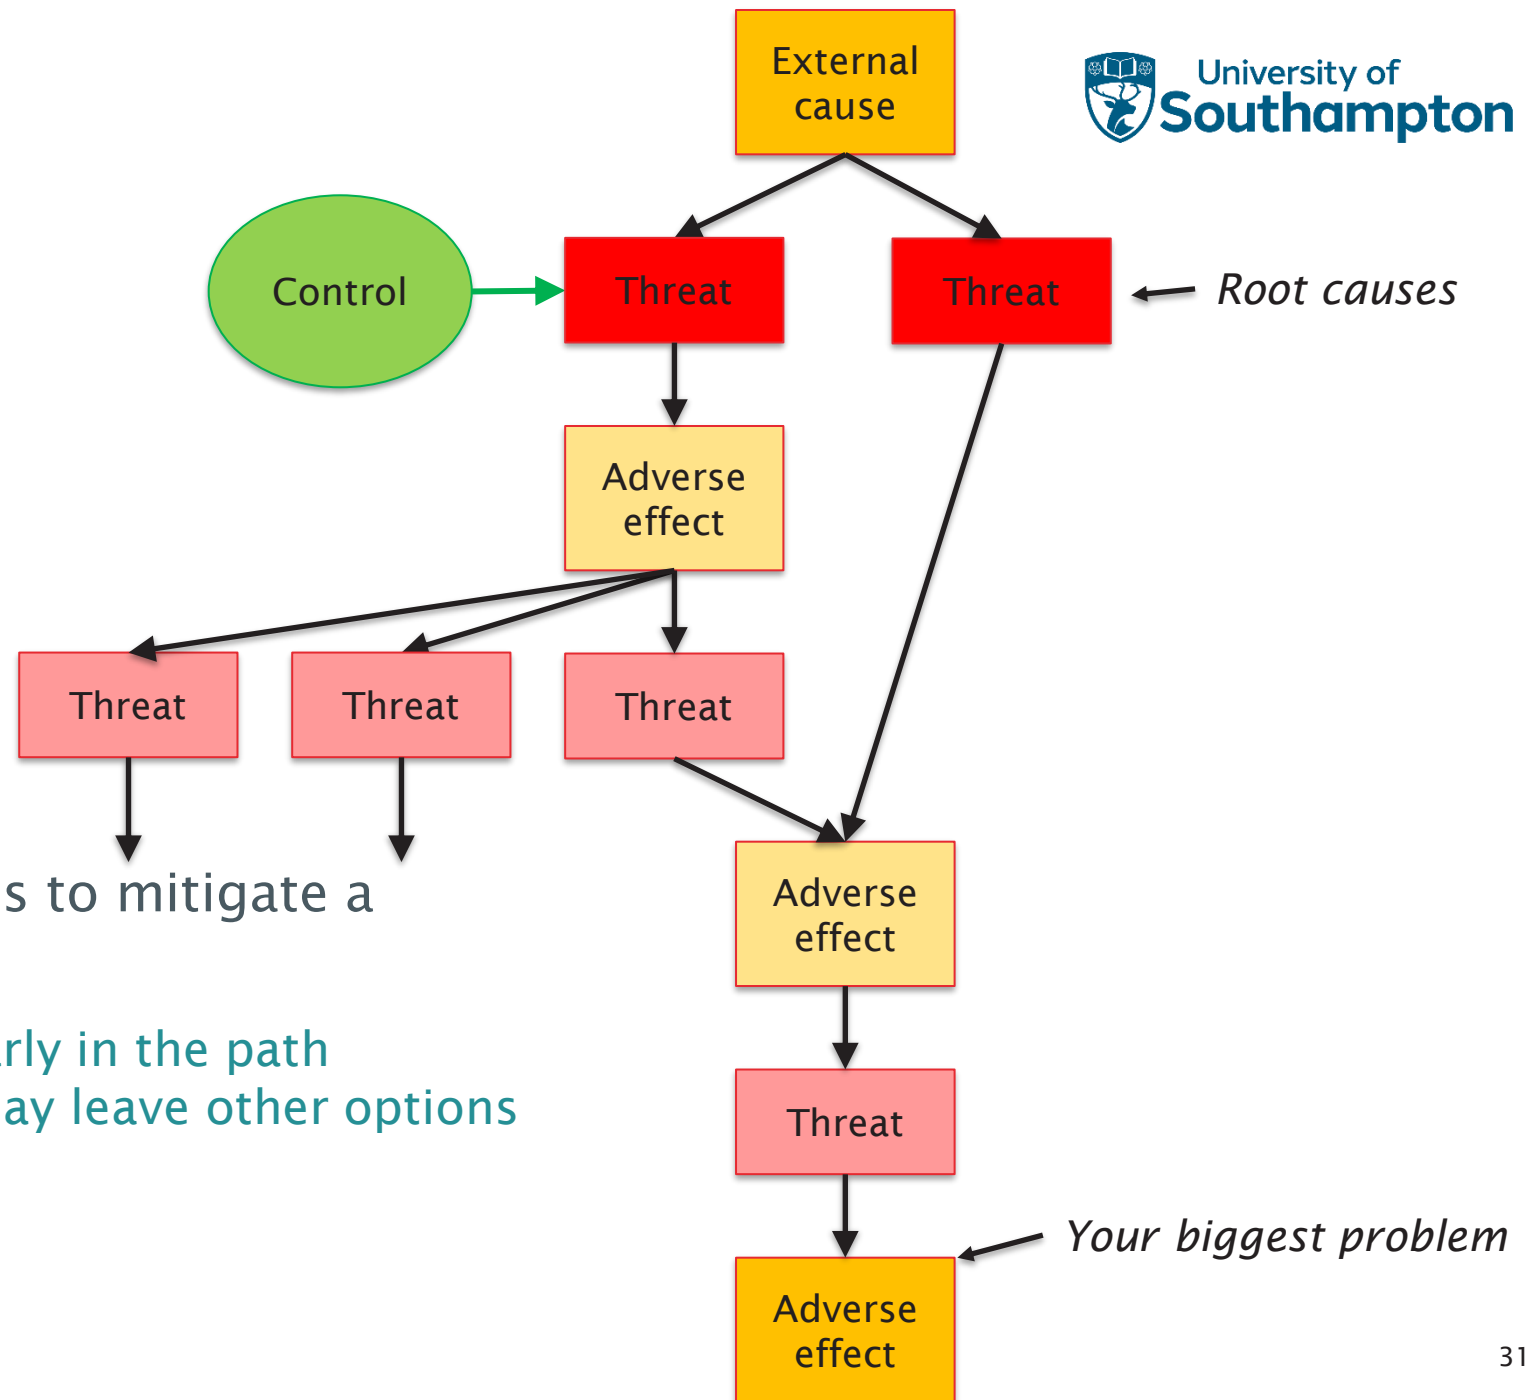 External
cause
University of
Southampton
Control
Threat
Threat
Root causes
Adverse
effect
Threat
Threat
Threat
s to mitigate a
Adverse
effect
rly in the path
ay leave other options
Threat
Your biggest problem
Adverse
effect
31